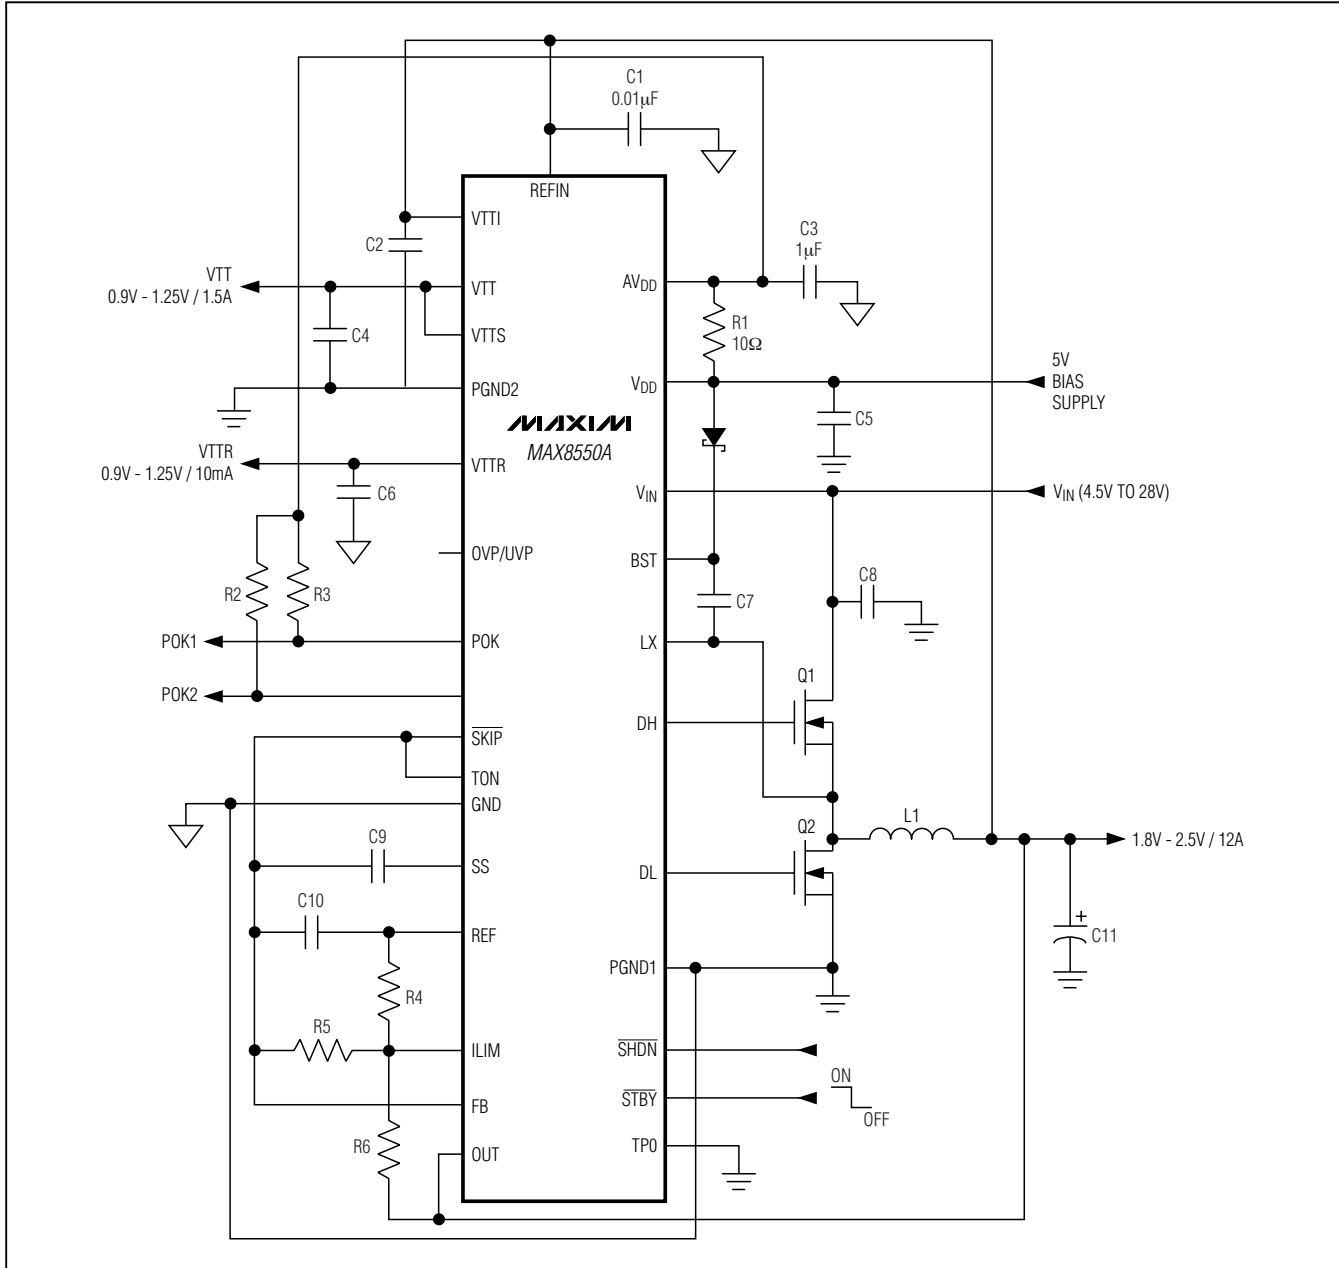 C1
0.01μF
REFIN
VTTI
C2
C3
1μF
AVDD
VTT
0.9V - 1.25V / 1.5A
VTT
R1
10Ω
C4
VTTS
5V
BIAS
SUPPLY
VDD
PGND2
C5
MAXIM
MAX8550A
VTTR
0.9V - 1.25V / 10mA
VTTR
C6
VIN
VIN (4.5V TO 28V)
OVP/UVP
BST
C8
R2
R3
C7
POK1
POK
LX
Q1
POK2
DH
SKIP
TON
GND
L1
Q2
1.8V - 2.5V / 12A
C9
SS
DL
C10
REF
+
C11
PGND1
R4
R5
ILIM
SHDN
ON
OFF
STBY
FB
R6
OUT
TP0